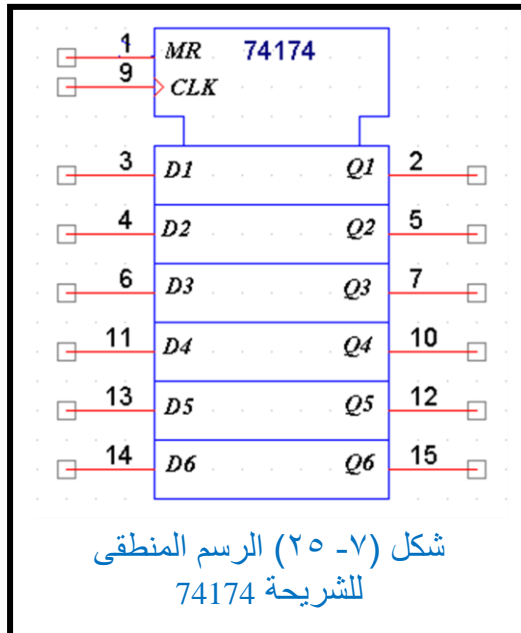 1 MR 74174
9 CLK
3 D1 Q1 2
4 D2 Q2 5
6 D3 Q3 7
11 D4 Q4 10
13 D5 Q5 12
14 D6 Q6 15
شكل (٧- ٢٥) الرسم المنطقى
للشريحة 74174